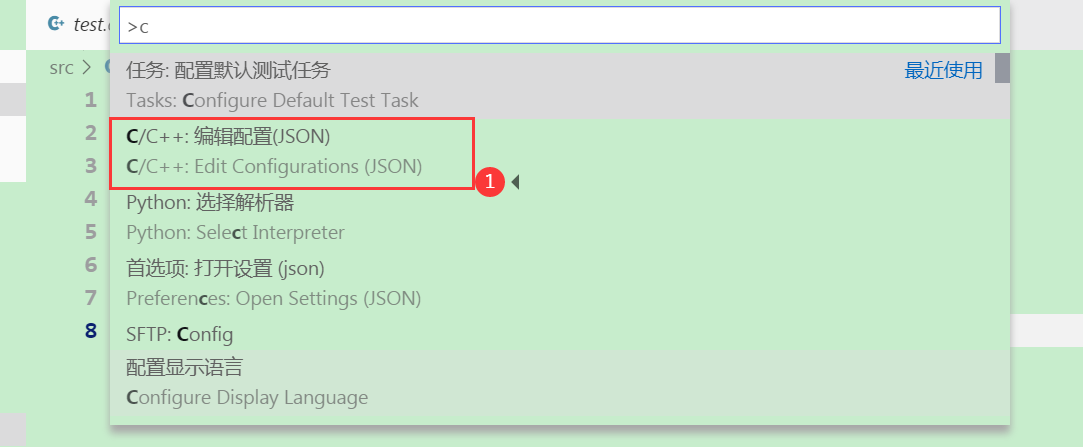 test.c
>c
src >
任务: 配置默认测试任务 最近使用
1 Tasks: Configure Default Test Task
2 C/C++: 编辑配置(JSON)
3 C/C++: Edit Configurations (JSON)
1
4 Python: 选择解析器
5 Python: Select Interpreter
6 首选项: 打开设置 (json)
7 Preferences: Open Settings (JSON)
8 SFTP: Config
配置显示语言
Configure Display Language